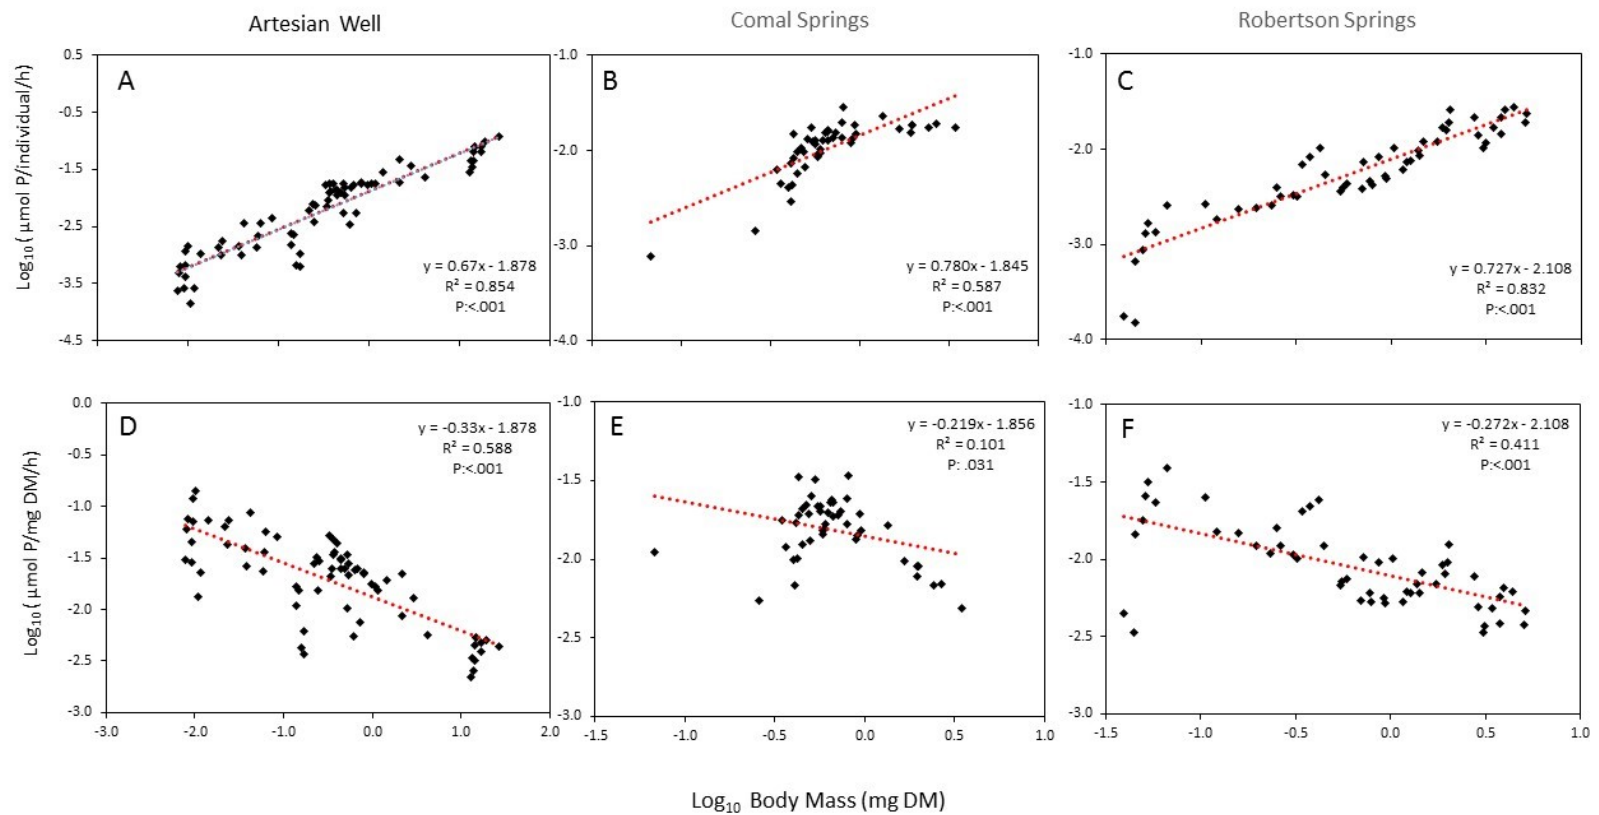 Artesian Well
Comal Springs
Robertson Springs
Log₁₀ ( µmol P/individual/h)
0.5
-0.5
-1.5
-2.5
-3.5
-4.5
A
y = 0.67x - 1.878
R² = 0.854
P:<.001
-1.0
-2.0
-3.0
-4.0
B
y = 0.780x - 1.845
R² = 0.587
P:<.001
-1.0
-2.0
-3.0
-4.0
C
y = 0.727x - 2.108
R² = 0.832
P:<.001
Log₁₀ ( µmol P/mg DM/h)
0.0
-0.5
-1.0
-1.5
-2.0
-2.5
-3.0
D
y = -0.33x - 1.878
R² = 0.588
P:<.001
-3.0 -2.0 -1.0 0.0 1.0 2.0
-1.0
-1.5
-2.0
-2.5
-3.0
E
y = -0.219x - 1.856
R² = 0.101
P: .031
-1.5 -1.0 -0.5 0.0 0.5 1.0
-1.0
-1.5
-2.0
-2.5
-3.0
F
y = -0.272x - 2.108
R² = 0.411
P:<.001
-1.5 -0.5 0.0 0.5 1.0
Log₁₀ Body Mass (mg DM)